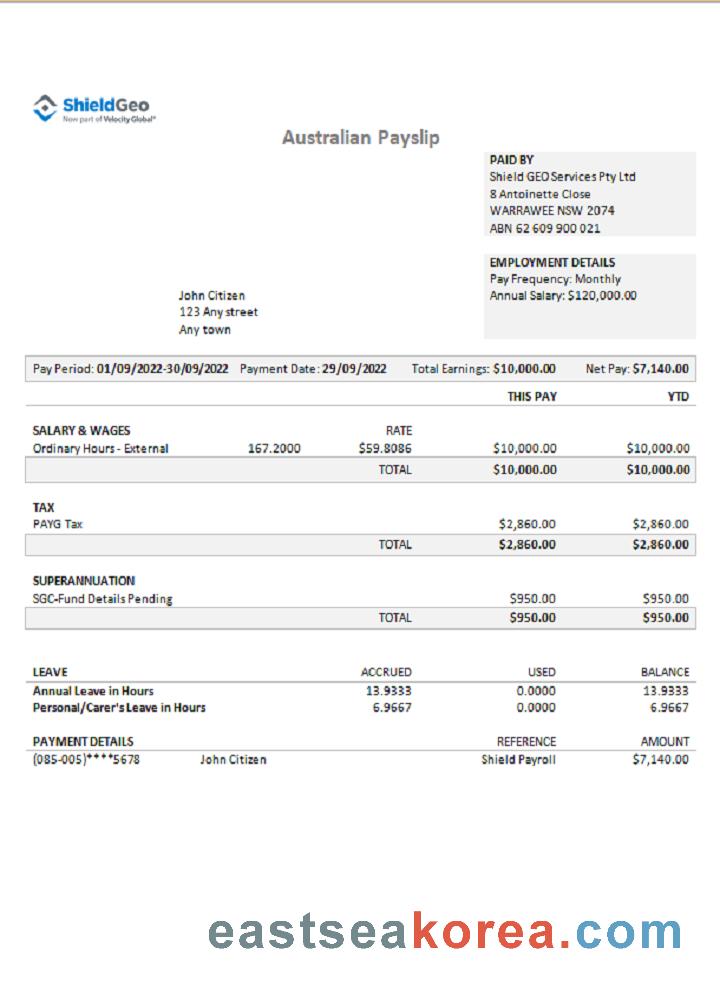 ShieldGeo
Now part of Velocity Global®
Australian Payslip
PAID BY
Shield GEO Services Pty Ltd
8 Antoinette Close
WARRAWEE NSW 2074
ABN 62 609 900 021
EMPLOYMENT DETAILS
Pay Frequency: Monthly
Annual Salary: $120,000.00
John Citizen
123 Any street
Any town
Pay Period: 01/09/2022-30/09/2022 Payment Date: 29/09/2022 Total Earnings: $10,000.00 Net Pay: $7,140.00
THIS PAY YTD
SALARY & WAGES RATE
Ordinary Hours - External 167.2000 $59.8086 $10,000.00 $10,000.00
TOTAL $10,000.00 $10,000.00
TAX
PAYG Tax $2,860.00 $2,860.00
TOTAL $2,860.00 $2,860.00
SUPERANNUATION
SGC-Fund Details Pending $950.00 $950.00
TOTAL $950.00 $950.00
LEAVE ACCRUED USED BALANCE
Annual Leave in Hours 13.9333 0.0000 13.9333
Personal/Carer's Leave in Hours 6.9667 0.0000 6.9667
PAYMENT DETAILS REFERENCE AMOUNT
(085-005)****5678 John Citizen Shield Payroll $7,140.00
eastseakorea.com